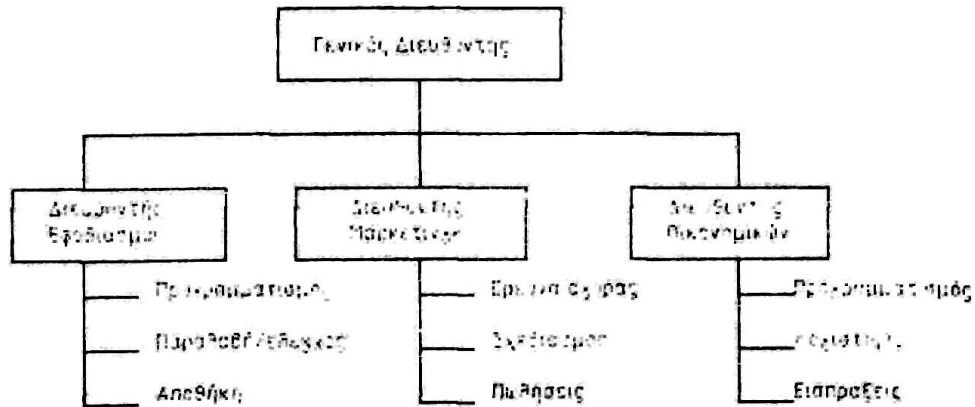 Γενικός Διευθυντής
Διευθυντής
Εφοδιασμού
Διευθυντής
Μάρκετινγκ
Διευθυντής
Οικονομικών
Προγραμματισμός
Έρευνα αγοράς
Προγραμματισμός
Παραλαβή/έλεγχος
Σχεδιασμός
Αποθήκη
Πωλήσεις
Εισπράξεις